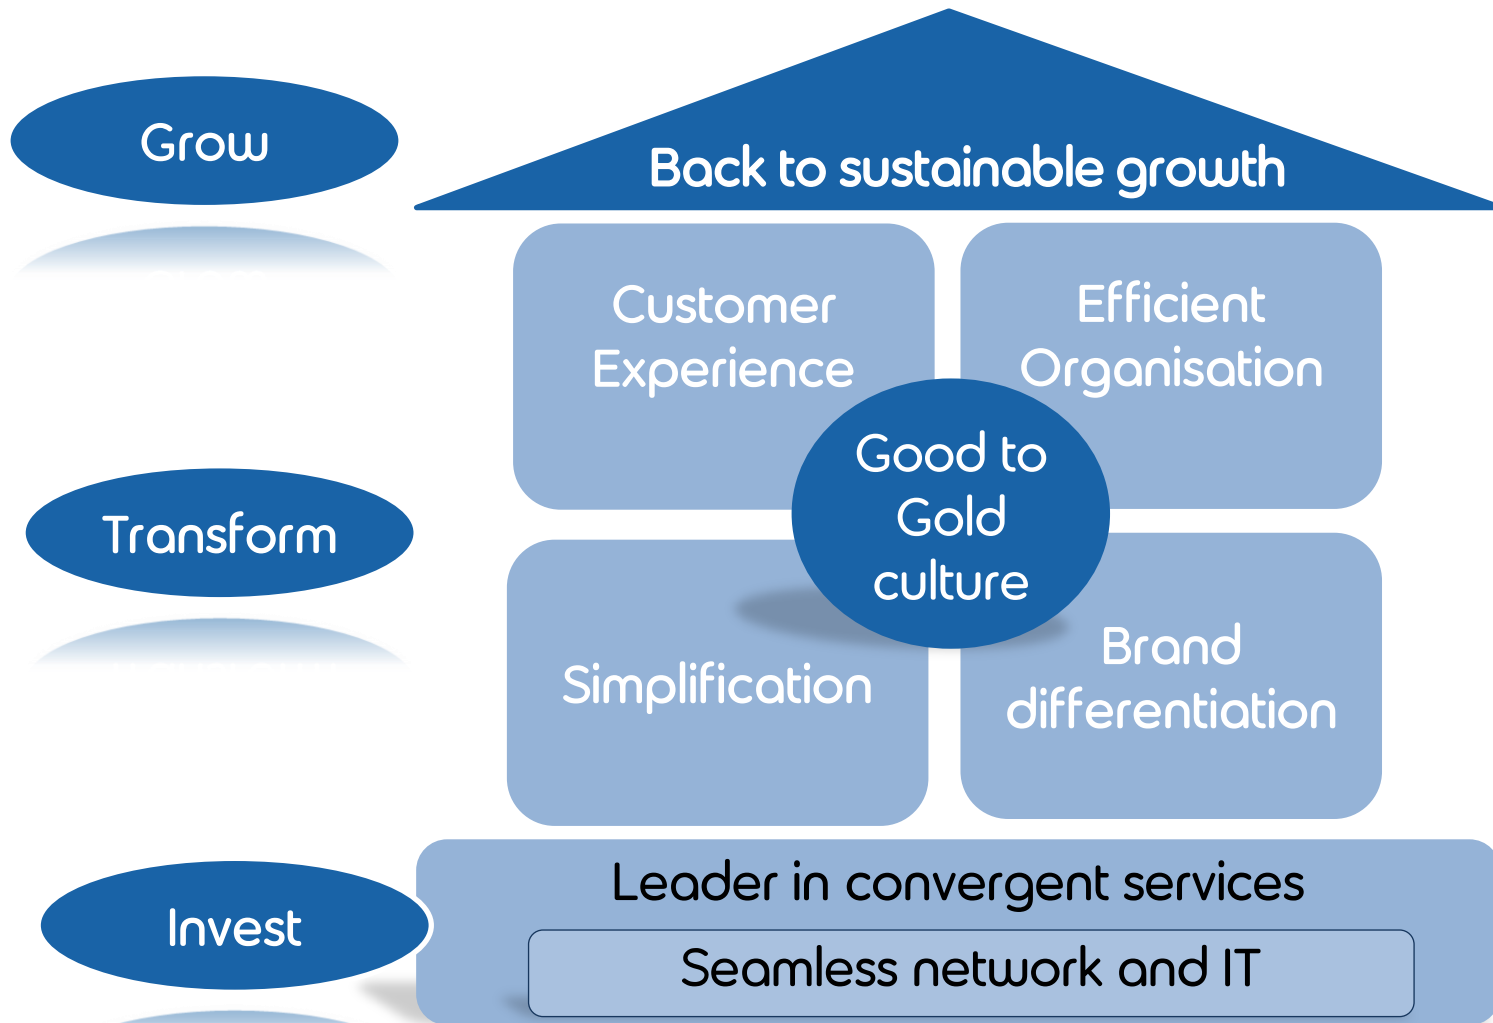 Grow
Back to sustainable growth
Customer
Experience
Efficient
Organisation
Good to
Gold
culture
Transform
Simplification
Brand
differentiation
Leader in convergent services
Invest
Seamless network and IT